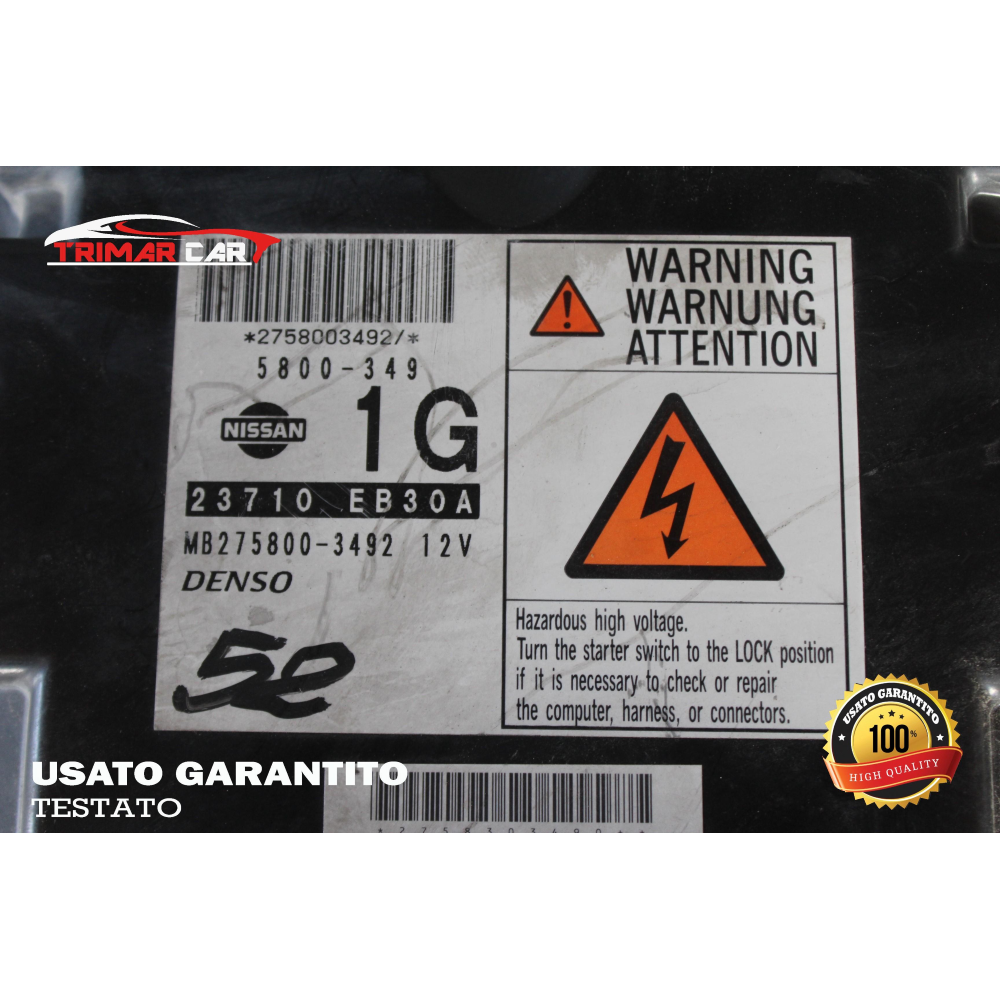 TRIMAR CAR
*2758003492/*
5800-349
NISSAN
1G
23710 EB30A
MB275800-3492 12V
DENSO
52
WARNING
WARNUNG
ATTENTION
Hazardous high voltage.
Turn the starter switch to the LOCK position
if it is necessary to check or repair
the computer, harness, or connectors.
USATO GARANTITO
100%
HIGH QUALITY
USATO GARANTITO
TESTATO